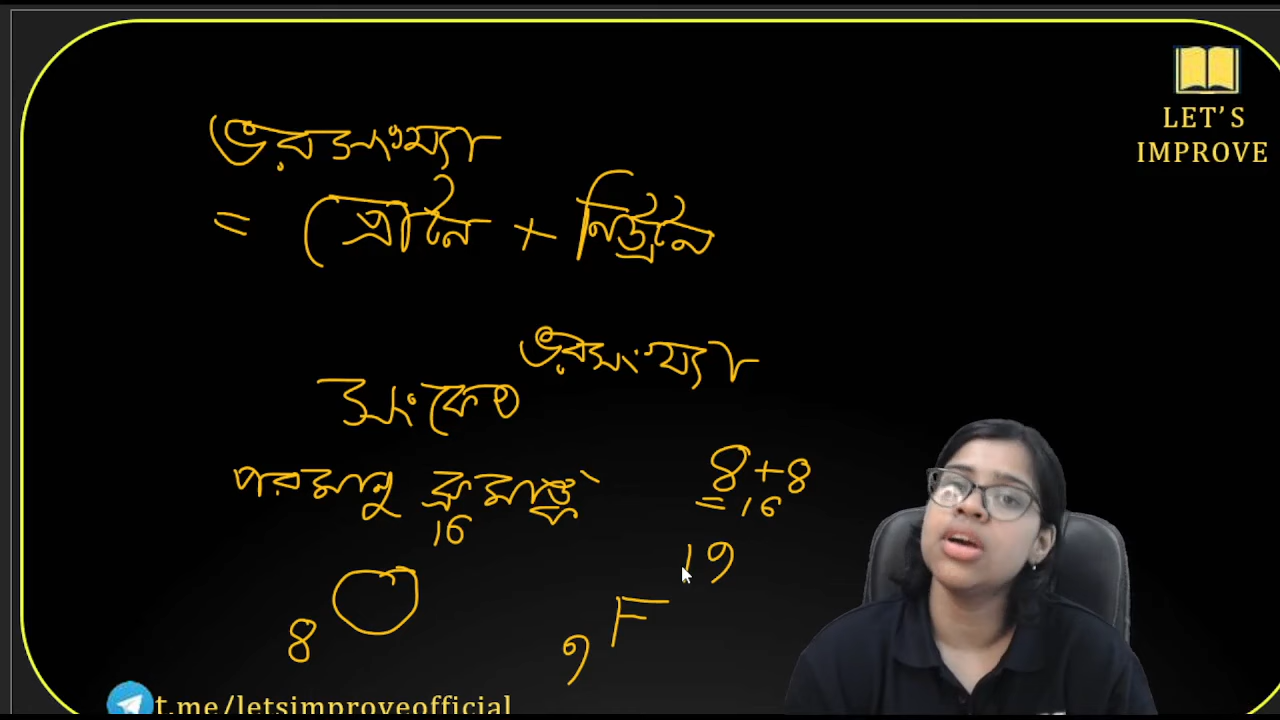 LET'S
IMPROVE
ভরসংখ্যা
= (প্রোটন + নিউট্রন
ভরসংখ্যা
সংকেত
পরমাণু ক্রমাঙ্ক
8+8
= 16
16
O
8
19
F
9
t.me/letsimproveofficial